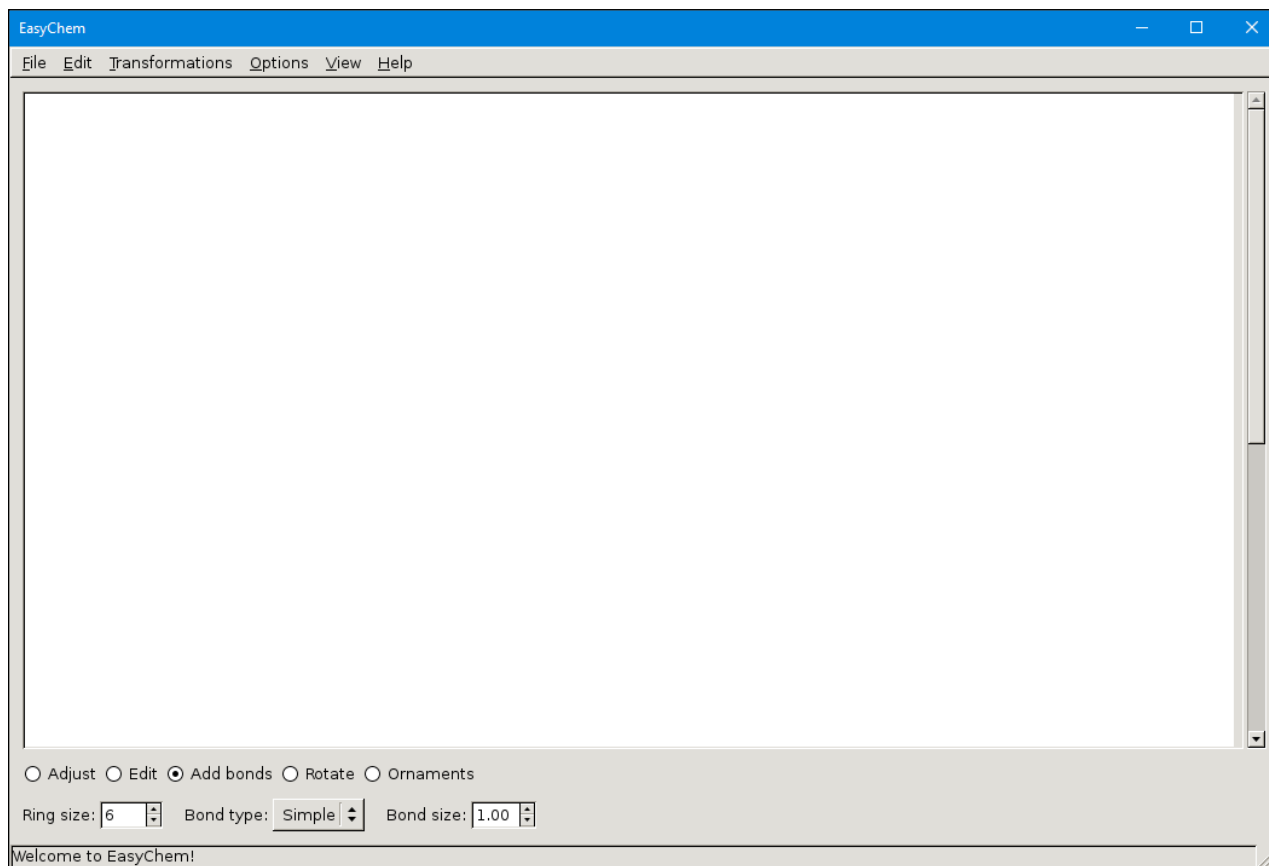 EasyChem
File Edit Transformations Options View Help
Adjust Edit Add bonds Rotate Ornaments
Ring size: 6 Bond type: Simple Bond size: 1.00
Welcome to EasyChem!